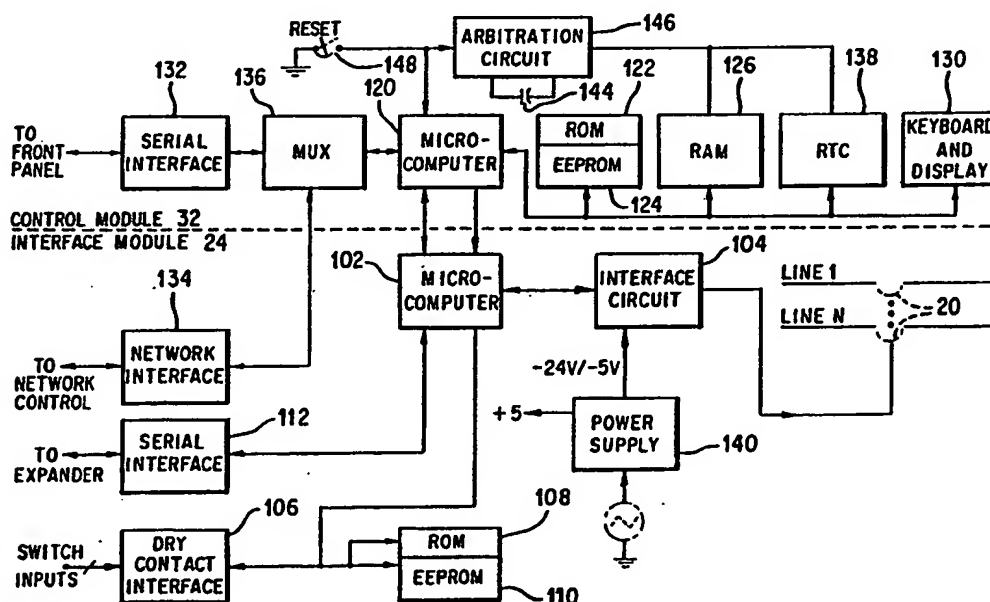 RESET
148
ARBITRATION
CIRCUIT
146
144
132
136
120
122
126
138
130
TO
FRONT
PANEL
SERIAL
INTERFACE
MUX
MICRO-
COMPUTER
ROM
EEPROM
124
RAM
RTC
KEYBOARD
AND
DISPLAY
CONTROL MODULE 32
INTERFACE MODULE 24
102
MICRO-
COMPUTER
104
INTERFACE
CIRCUIT
LINE 1
LINE N
20
134
TO
NETWORK
CONTROL
NETWORK
INTERFACE
-24V/-5V
+5
POWER
SUPPLY
140
112
TO
EXPANDER
SERIAL
INTERFACE
106
SWITCH
INPUTS
DRY
CONTACT
INTERFACE
108
ROM
EEPROM
110